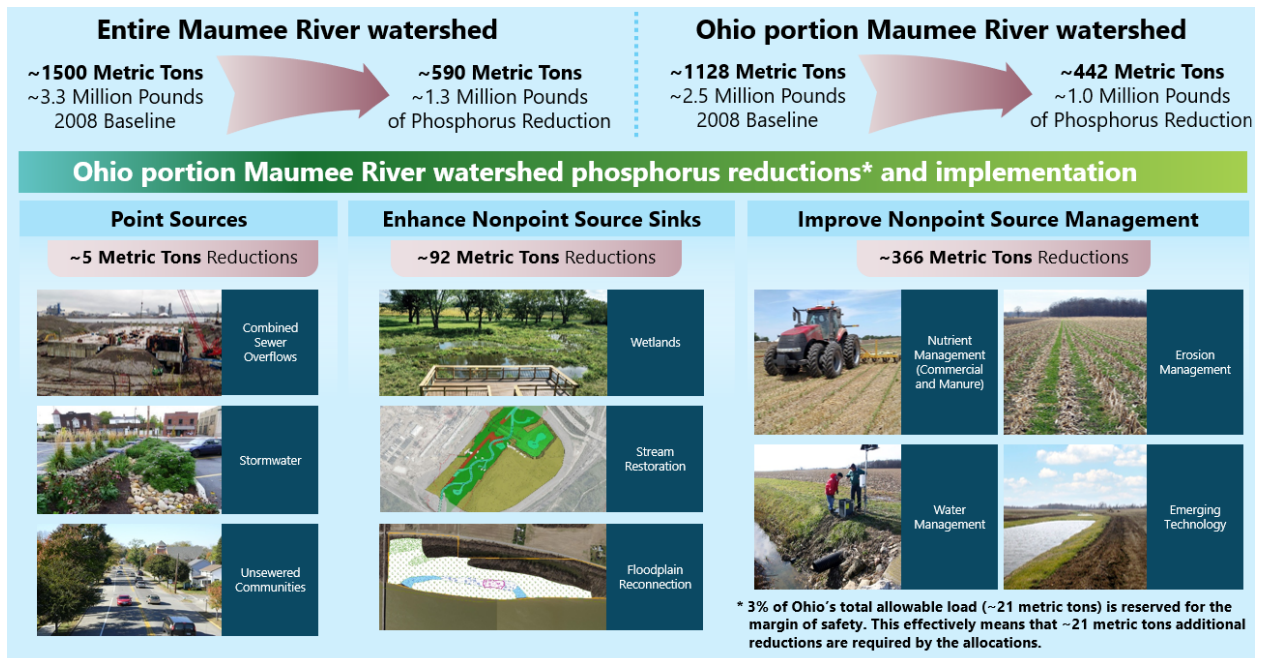 Entire Maumee River watershed
~1500 Metric Tons
~3.3 Million Pounds
2008 Baseline
~590 Metric Tons
~1.3 Million Pounds
of Phosphorus Reduction
Ohio portion Maumee River watershed
~1128 Metric Tons
~2.5 Million Pounds
2008 Baseline
~442 Metric Tons
~1.0 Million Pounds
of Phosphorus Reduction
Ohio portion Maumee River watershed phosphorus reductions* and implementation
Point Sources
~5 Metric Tons Reductions
Combined
Sewer
Overflows
Stormwater
Unsewered
Communities
Enhance Nonpoint Source Sinks
~92 Metric Tons Reductions
Wetlands
Stream
Restoration
Floodplain
Reconnection
Improve Nonpoint Source Management
~366 Metric Tons Reductions
Nutrient
Management
(Commercial
and Manure)
Erosion
Management
Water
Management
Emerging
Technology
* 3% of Ohio's total allowable load (~21 metric tons) is reserved for the
margin of safety. This effectively means that ~21 metric tons additional
reductions are required by the allocations.